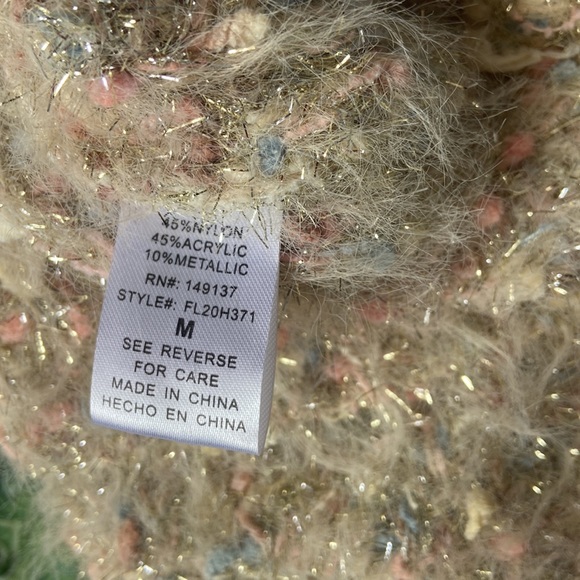 45%NYLON
45%ACRYLIC
10%METALLIC
RN#: 149137
STYLE#: FL20H371
M
SEE REVERSE
FOR CARE
MADE IN CHINA
HECHO EN CHINA